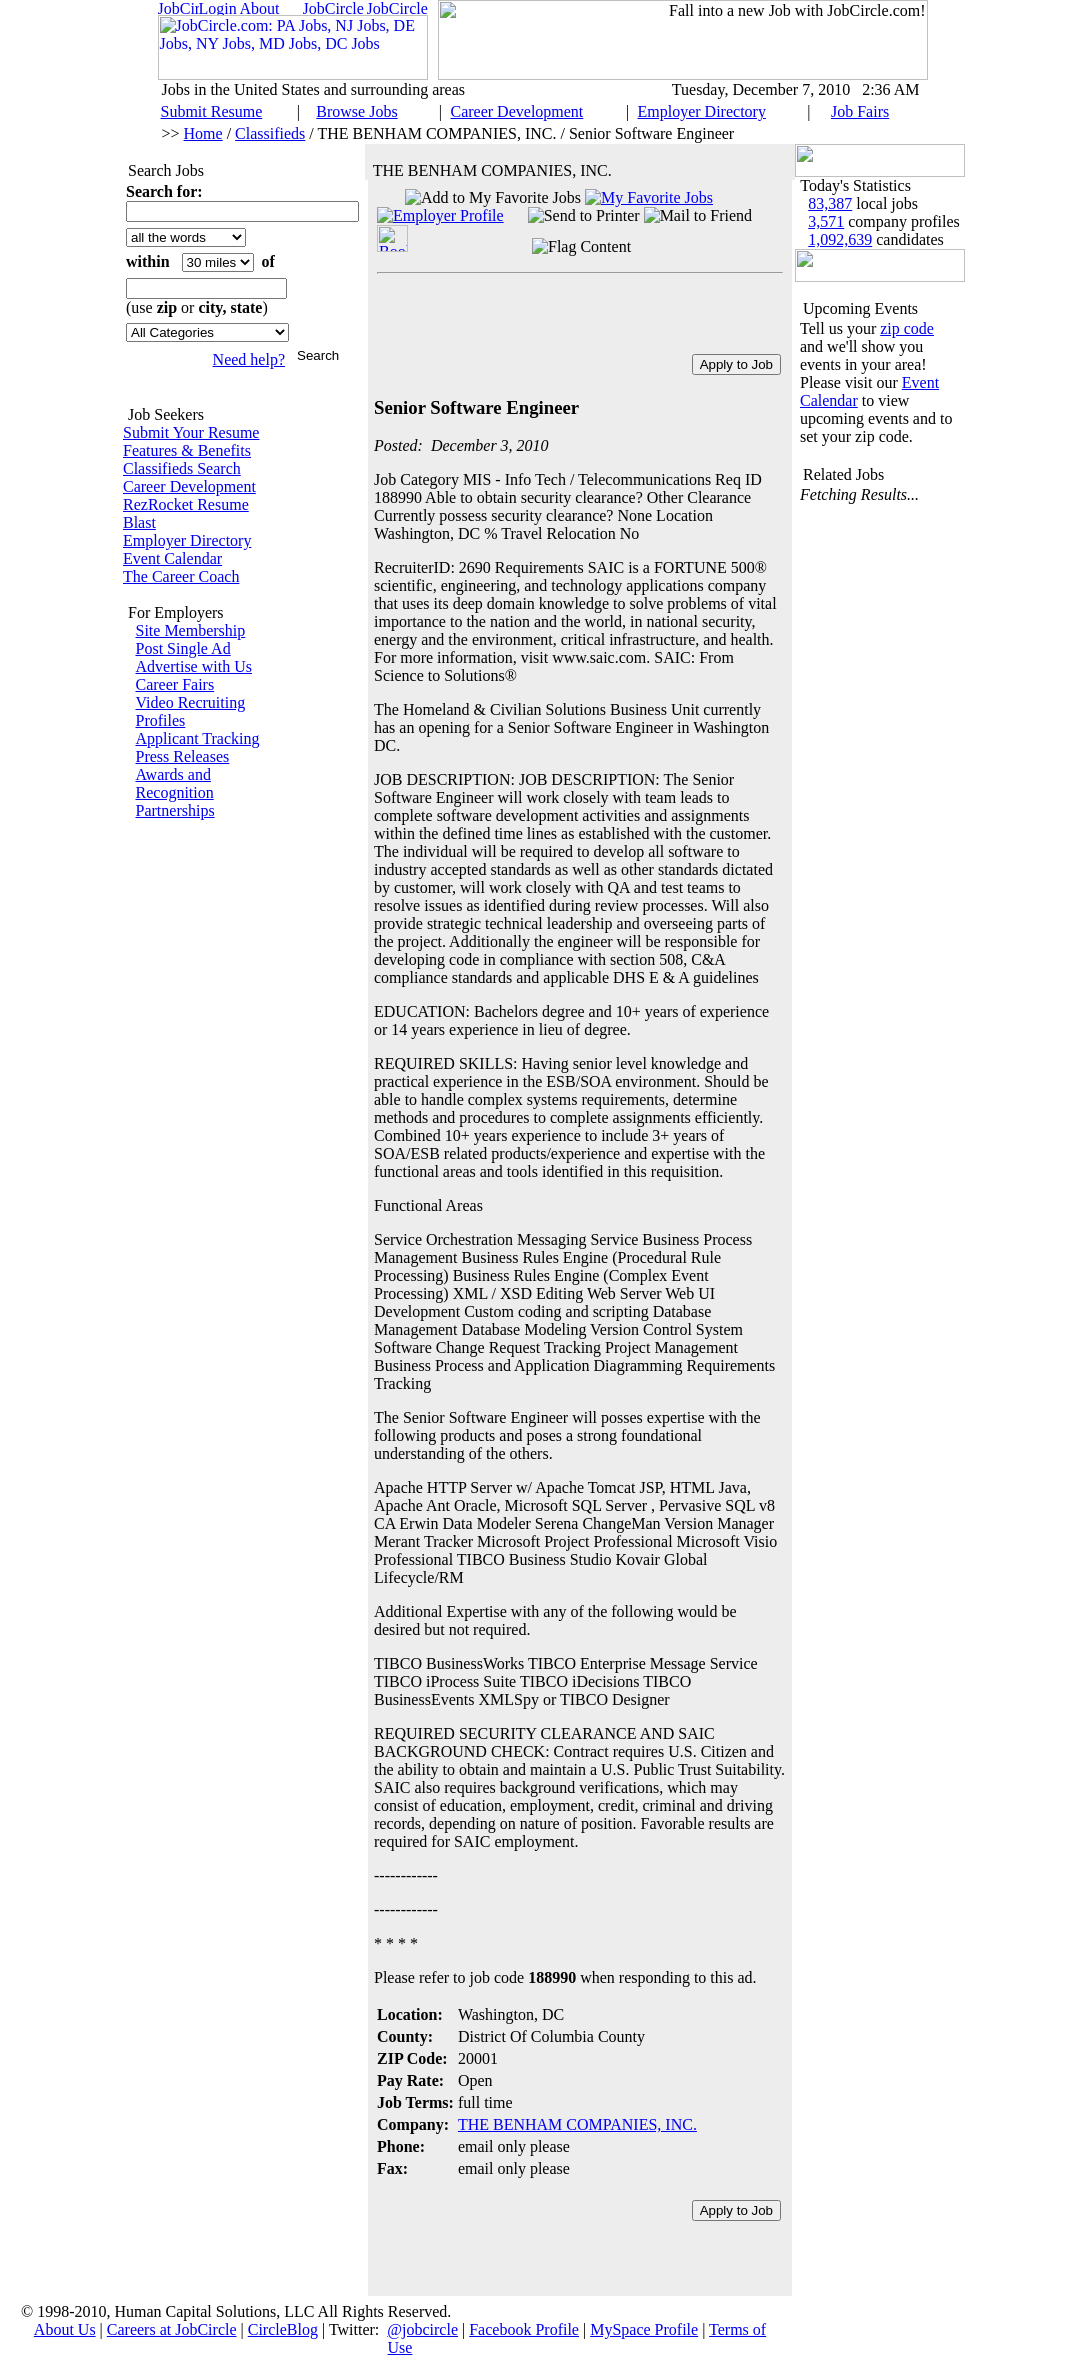 JobCir Login About JobCircle JobCircle
JobCircle.com: PA Jobs, NJ Jobs, DE
Jobs, NY Jobs, MD Jobs, DC Jobs
Fall into a new Job with JobCircle.com!
Jobs in the United States and surrounding areas Tuesday, December 7, 2010 2:36 AM
Submit Resume | Browse Jobs | Career Development | Employer Directory | Job Fairs
>> Home / Classifieds / THE BENHAM COMPANIES, INC. / Senior Software Engineer
Search Jobs
Search for:
all the words
within 30 miles of
(use zip or city, state)
All Categories
Need help? Search
Job Seekers
Submit Your Resume
Features & Benefits
Classifieds Search
Career Development
RezRocket Resume
Blast
Employer Directory
Event Calendar
The Career Coach
For Employers
Site Membership
Post Single Ad
Advertise with Us
Career Fairs
Video Recruiting
Profiles
Applicant Tracking
Press Releases
Awards and
Recognition
Partnerships
THE BENHAM COMPANIES, INC.
Add to My Favorite Jobs My Favorite Jobs
Employer Profile Send to Printer Mail to Friend
Flag Content
Apply to Job
Senior Software Engineer
Posted: December 3, 2010
Job Category MIS - Info Tech / Telecommunications Req ID
188990 Able to obtain security clearance? Other Clearance
Currently possess security clearance? None Location
Washington, DC % Travel Relocation No
RecruiterID: 2690 Requirements SAIC is a FORTUNE 500®
scientific, engineering, and technology applications company
that uses its deep domain knowledge to solve problems of vital
importance to the nation and the world, in national security,
energy and the environment, critical infrastructure, and health.
For more information, visit www.saic.com. SAIC: From
Science to Solutions®
The Homeland & Civilian Solutions Business Unit currently
has an opening for a Senior Software Engineer in Washington
DC.
JOB DESCRIPTION: JOB DESCRIPTION: The Senior
Software Engineer will work closely with team leads to
complete software development activities and assignments
within the defined time lines as established with the customer.
The individual will be required to develop all software to
industry accepted standards as well as other standards dictated
by customer, will work closely with QA and test teams to
resolve issues as identified during review processes. Will also
provide strategic technical leadership and overseeing parts of
the project. Additionally the engineer will be responsible for
developing code in compliance with section 508, C&A
compliance standards and applicable DHS E & A guidelines
EDUCATION: Bachelors degree and 10+ years of experience
or 14 years experience in lieu of degree.
REQUIRED SKILLS: Having senior level knowledge and
practical experience in the ESB/SOA environment. Should be
able to handle complex systems requirements, determine
methods and procedures to complete assignments efficiently.
Combined 10+ years experience to include 3+ years of
SOA/ESB related products/experience and expertise with the
functional areas and tools identified in this requisition.
Functional Areas
Service Orchestration Messaging Service Business Process
Management Business Rules Engine (Procedural Rule
Processing) Business Rules Engine (Complex Event
Processing) XML / XSD Editing Web Server Web UI
Development Custom coding and scripting Database
Management Database Modeling Version Control System
Software Change Request Tracking Project Management
Business Process and Application Diagramming Requirements
Tracking
The Senior Software Engineer will posses expertise with the
following products and poses a strong foundational
understanding of the others.
Apache HTTP Server w/ Apache Tomcat JSP, HTML Java,
Apache Ant Oracle, Microsoft SQL Server , Pervasive SQL v8
CA Erwin Data Modeler Serena ChangeMan Version Manager
Merant Tracker Microsoft Project Professional Microsoft Visio
Professional TIBCO Business Studio Kovair Global
Lifecycle/RM
Additional Expertise with any of the following would be
desired but not required.
TIBCO BusinessWorks TIBCO Enterprise Message Service
TIBCO iProcess Suite TIBCO iDecisions TIBCO
BusinessEvents XMLSpy or TIBCO Designer
REQUIRED SECURITY CLEARANCE AND SAIC
BACKGROUND CHECK: Contract requires U.S. Citizen and
the ability to obtain and maintain a U.S. Public Trust Suitability.
SAIC also requires background verifications, which may
consist of education, employment, credit, criminal and driving
records, depending on nature of position. Favorable results are
required for SAIC employment.
------------
------------
* * * *
Please refer to job code 188990 when responding to this ad.
Location: Washington, DC
County: District Of Columbia County
ZIP Code: 20001
Pay Rate: Open
Job Terms: full time
Company: THE BENHAM COMPANIES, INC.
Phone: email only please
Fax: email only please
Apply to Job
Today's Statistics
83,387 local jobs
3,571 company profiles
1,092,639 candidates
Upcoming Events
Tell us your zip code
and we'll show you
events in your area!
Please visit our Event
Calendar to view
upcoming events and to
set your zip code.
Related Jobs
Fetching Results...
© 1998-2010, Human Capital Solutions, LLC All Rights Reserved.
About Us | Careers at JobCircle | CircleBlog | Twitter: @jobcircle | Facebook Profile | MySpace Profile | Terms of
Use